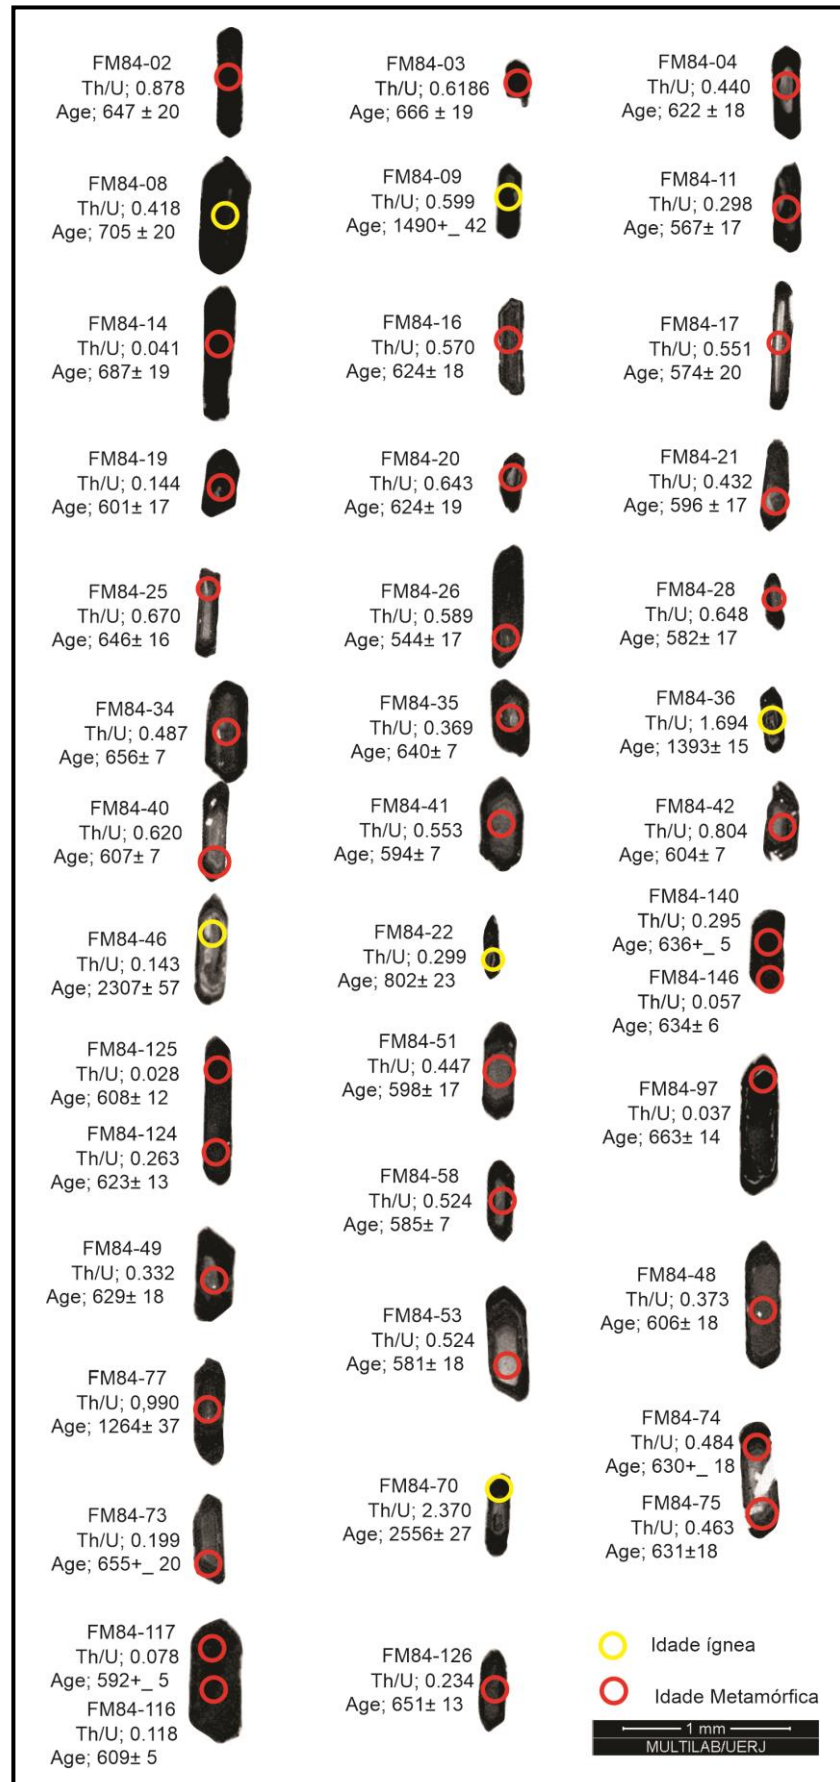 FM84-02
Th/U; 0.878
Age; 647 ± 20
FM84-03
Th/U; 0.6186
Age; 666 ± 19
FM84-04
Th/U; 0.440
Age; 622 ± 18
FM84-08
Th/U; 0.418
Age; 705 ± 20
FM84-09
Th/U; 0.599
Age; 1490+_ 42
FM84-11
Th/U; 0.298
Age; 567± 17
FM84-14
Th/U; 0.041
Age; 687± 19
FM84-16
Th/U; 0.570
Age; 624± 18
FM84-17
Th/U; 0.551
Age; 574± 20
FM84-19
Th/U; 0.144
Age; 601± 17
FM84-20
Th/U; 0.643
Age; 624± 19
FM84-21
Th/U; 0.432
Age; 596 ± 17
FM84-25
Th/U; 0.670
Age; 646± 16
FM84-26
Th/U; 0.589
Age; 544± 17
FM84-28
Th/U; 0.648
Age; 582± 17
FM84-34
Th/U; 0.487
Age; 656± 7
FM84-35
Th/U; 0.369
Age; 640± 7
FM84-36
Th/U; 1.694
Age; 1393± 15
FM84-40
Th/U; 0.620
Age; 607± 7
FM84-41
Th/U; 0.553
Age; 594± 7
FM84-42
Th/U; 0.804
Age; 604± 7
FM84-46
Th/U; 0.143
Age; 2307± 57
FM84-22
Th/U; 0.299
Age; 802± 23
FM84-140
Th/U; 0.295
Age; 636+_ 5
FM84-146
Th/U; 0.057
Age; 634± 6
FM84-125
Th/U; 0.028
Age; 608± 12
FM84-124
Th/U; 0.263
Age; 623± 13
FM84-51
Th/U; 0.447
Age; 598± 17
FM84-97
Th/U; 0.037
Age; 663± 14
FM84-58
Th/U; 0.524
Age; 585± 7
FM84-49
Th/U; 0.332
Age; 629± 18
FM84-53
Th/U; 0.524
Age; 581± 18
FM84-48
Th/U; 0.373
Age; 606± 18
FM84-77
Th/U; 0,990
Age; 1264± 37
FM84-70
Th/U; 2.370
Age; 2556± 27
FM84-74
Th/U; 0.484
Age; 630+_ 18
FM84-75
Th/U; 0.463
Age; 631±18
FM84-73
Th/U; 0.199
Age; 655+_ 20
FM84-117
Th/U; 0.078
Age; 592+_ 5
FM84-116
Th/U; 0.118
Age; 609± 5
FM84-126
Th/U; 0.234
Age; 651± 13
Idade ígnea
Idade Metamórfica
1 mm
MULTILAB/UERJ